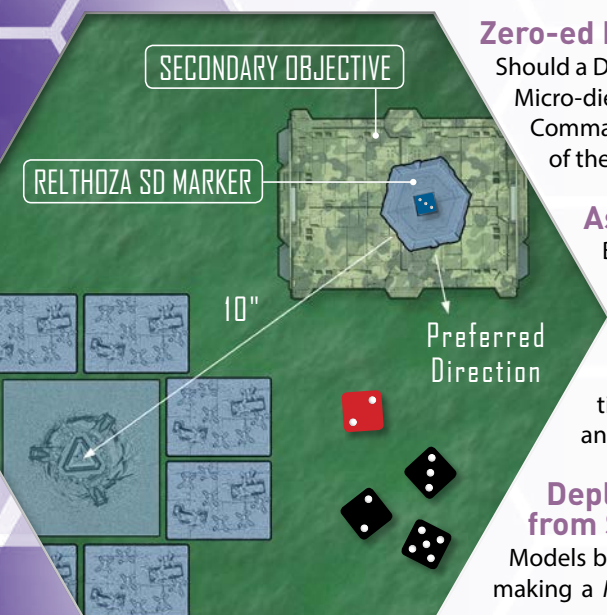 SECONDARY OBJECTIVE
RELTHOZA SD MARKER
10"
Preferred
Direction
Zero-ed
Should a D
Micro-die
Comma
of the
As
E
th
an
Depl
from S
Models b
making a